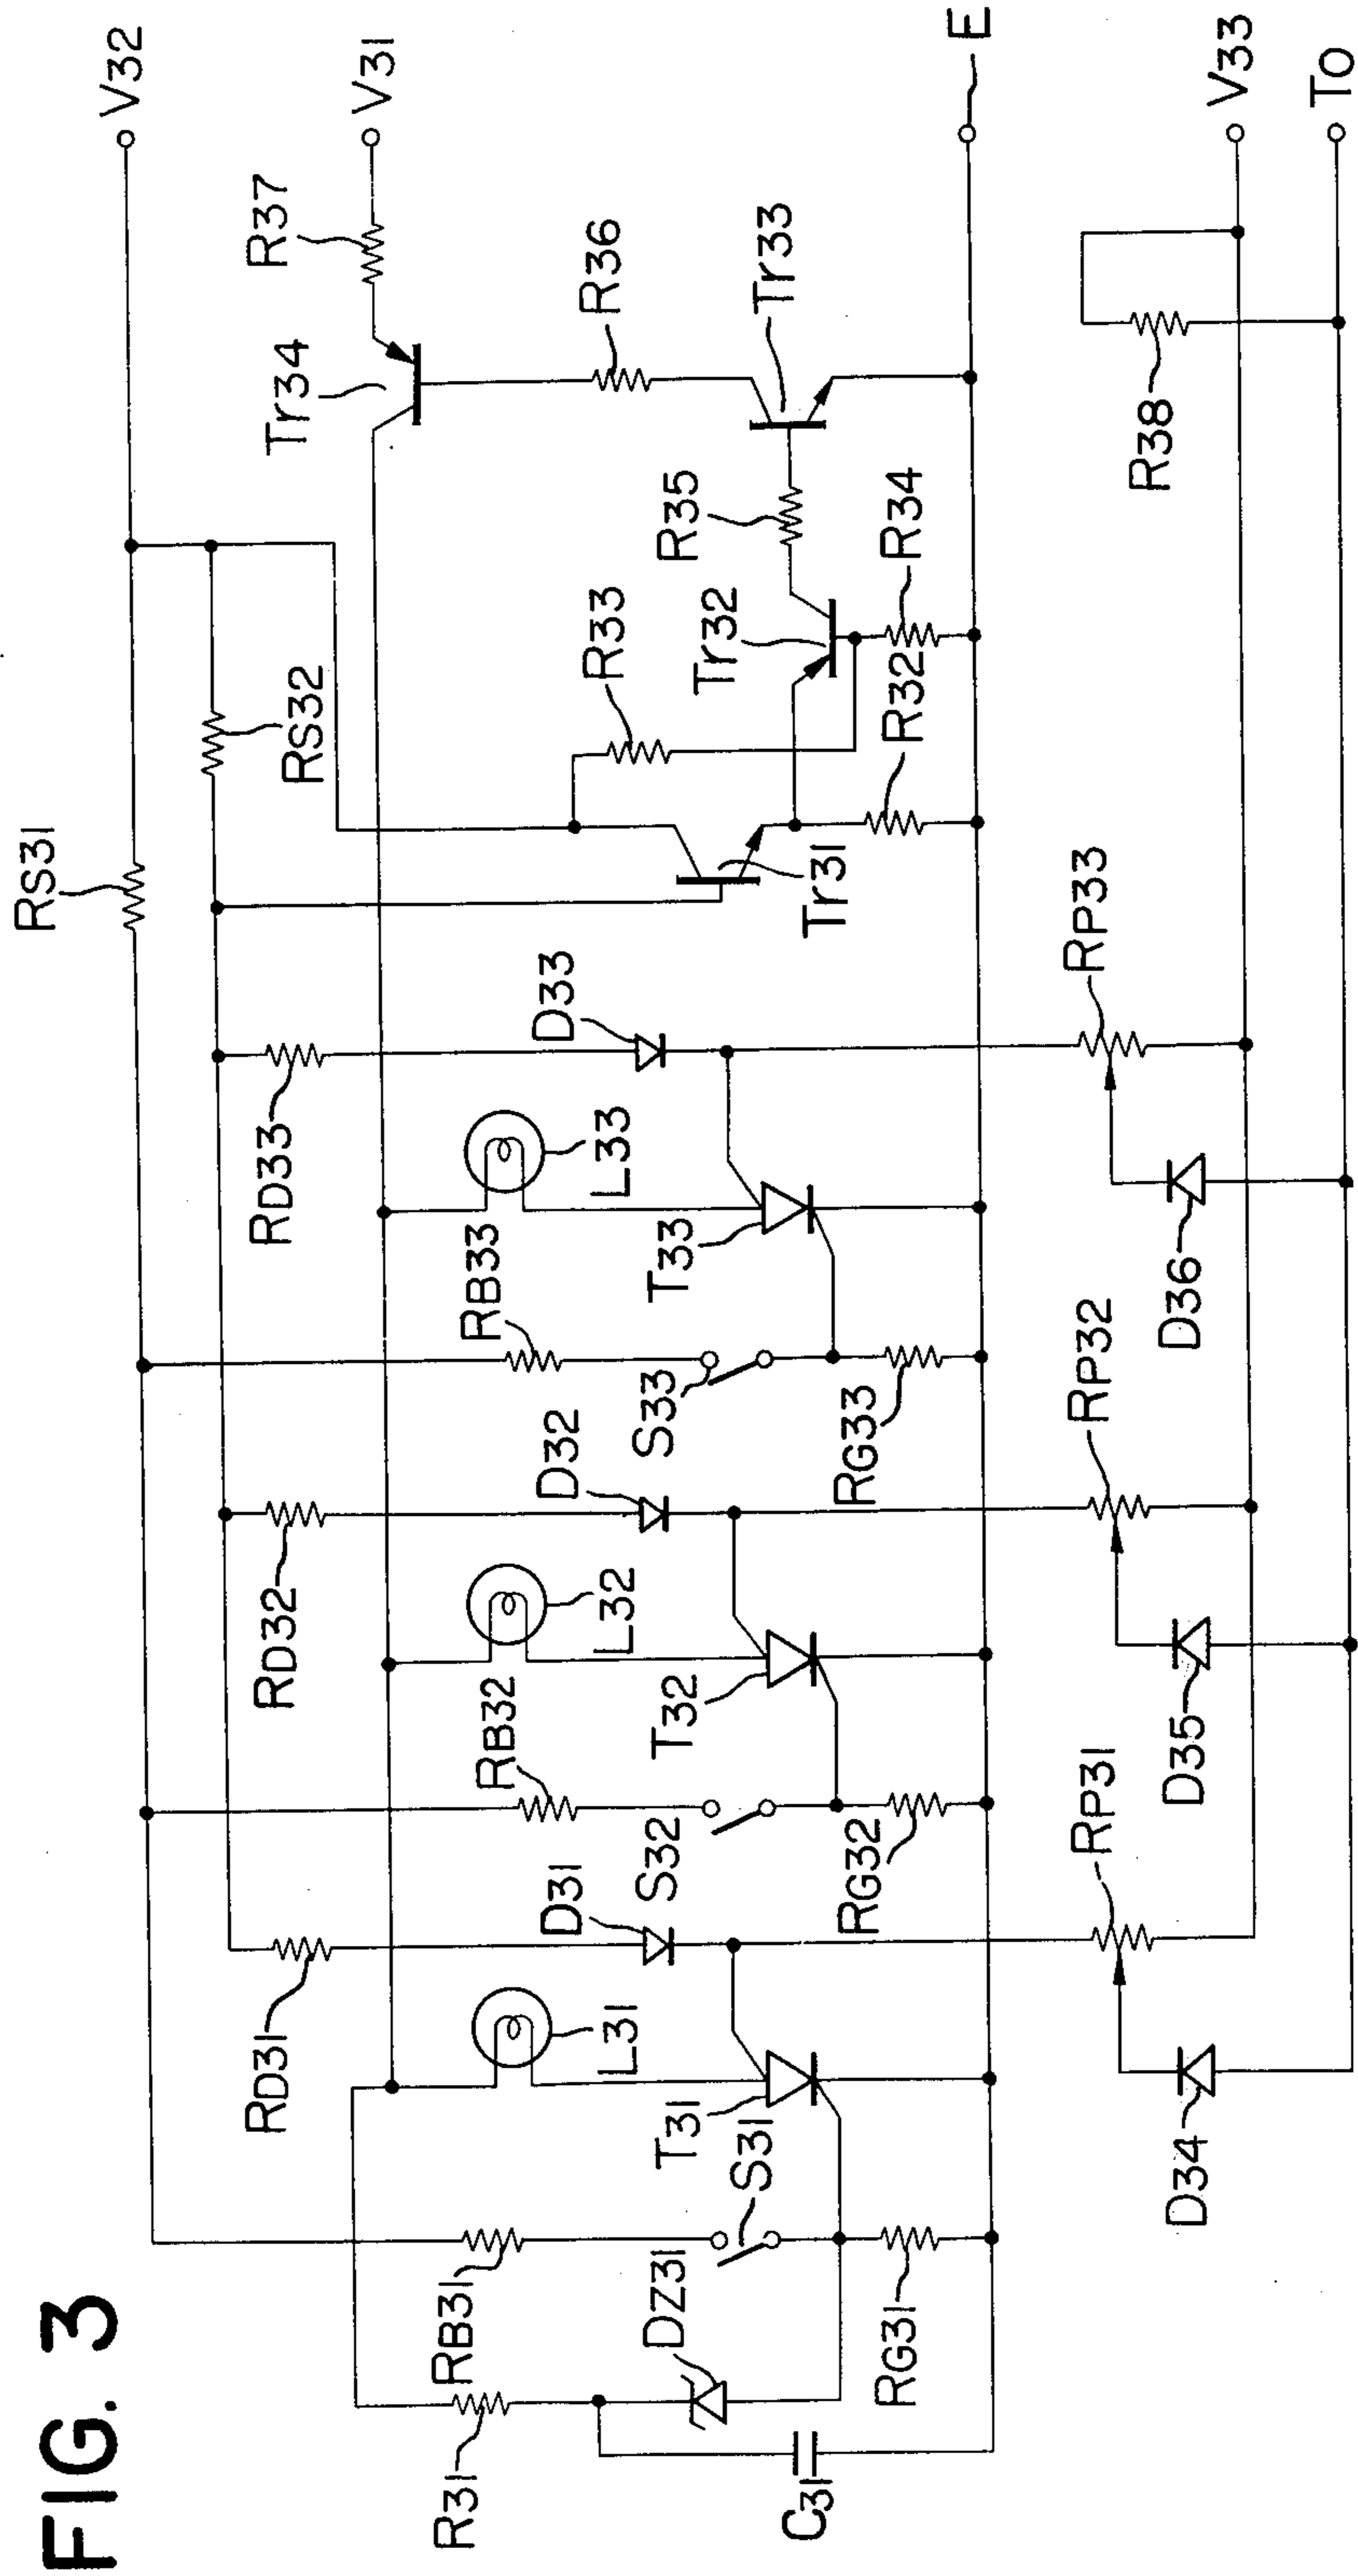 FIG. 3
RS31
V32
RS32
R37
V31
Tr34
R36
Tr33
E
R33
R35
Tr32
R34
R32
Tr31
R38
V33
TO
RD33
D33
L33
RB33
T33
S33
RG33
RP33
D36
RD32
D32
L32
RB32
T32
S32
RG32
RP32
D35
RD31
D31
L31
T31
S31
RB31
DZ31
RG31
R31
C31
RP31
D34